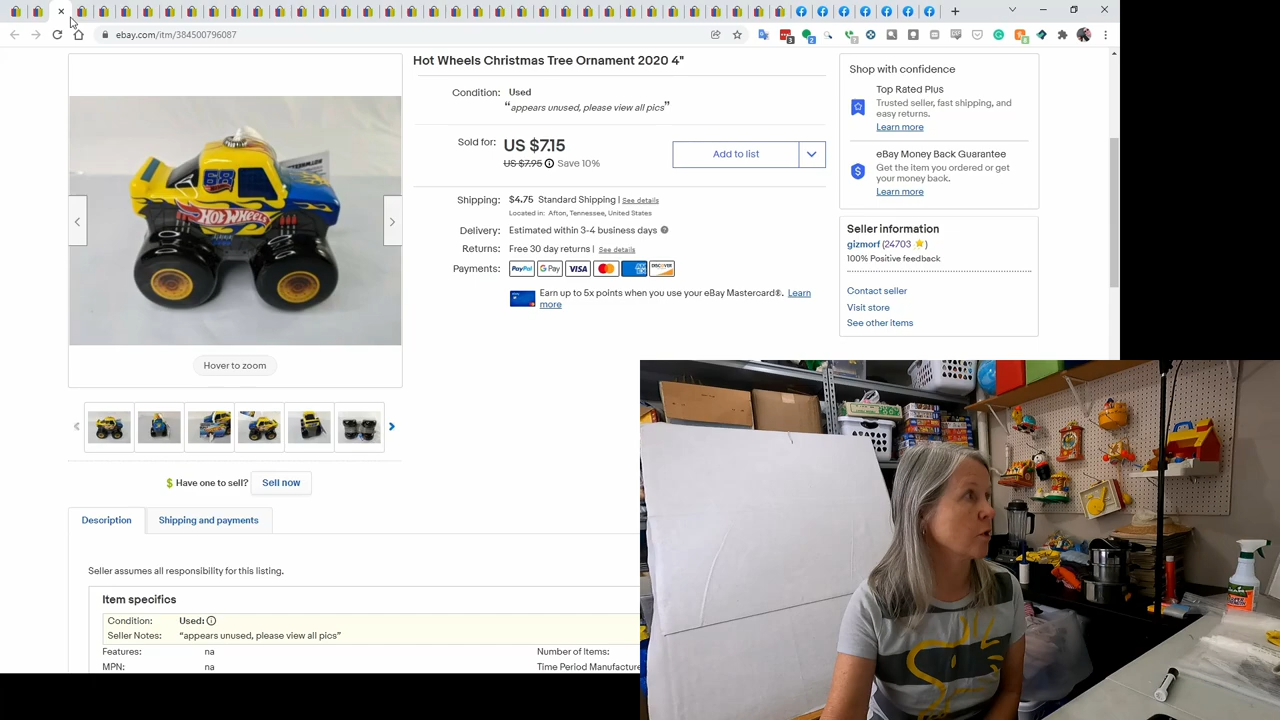 ebay.com/itm/384500796087
Hot Wheels Christmas Tree Ornament 2020 4"
Condition: Used
"appears unused, please view all pics"
Sold for: US $7.15
US $7.95 Save 10%
Add to list
Shipping: $4.75 Standard Shipping | See details
Located in: Afton, Tennessee, United States
Delivery: Estimated within 3-4 business days
Returns: Free 30 day returns | See details
Payments: PayPal G Pay VISA DISCOVER
Earn up to 5x points when you use your eBay Mastercard®. Learn
more
Shop with confidence
Top Rated Plus
Trusted seller, fast shipping, and
easy returns.
Learn more
eBay Money Back Guarantee
Get the item you ordered or get
your money back.
Learn more
Seller information
gizmorf (24703)
100% Positive feedback
Contact seller
Visit store
See other items
HOT WHEELS
Hover to zoom
$ Have one to sell? Sell now
Description
Shipping and payments
Seller assumes all responsibility for this listing.
Item specifics
Condition: Used:
Seller Notes: "appears unused, please view all pics"
Features: na
Number of Items:
MPN: na
Time Period Manufacture